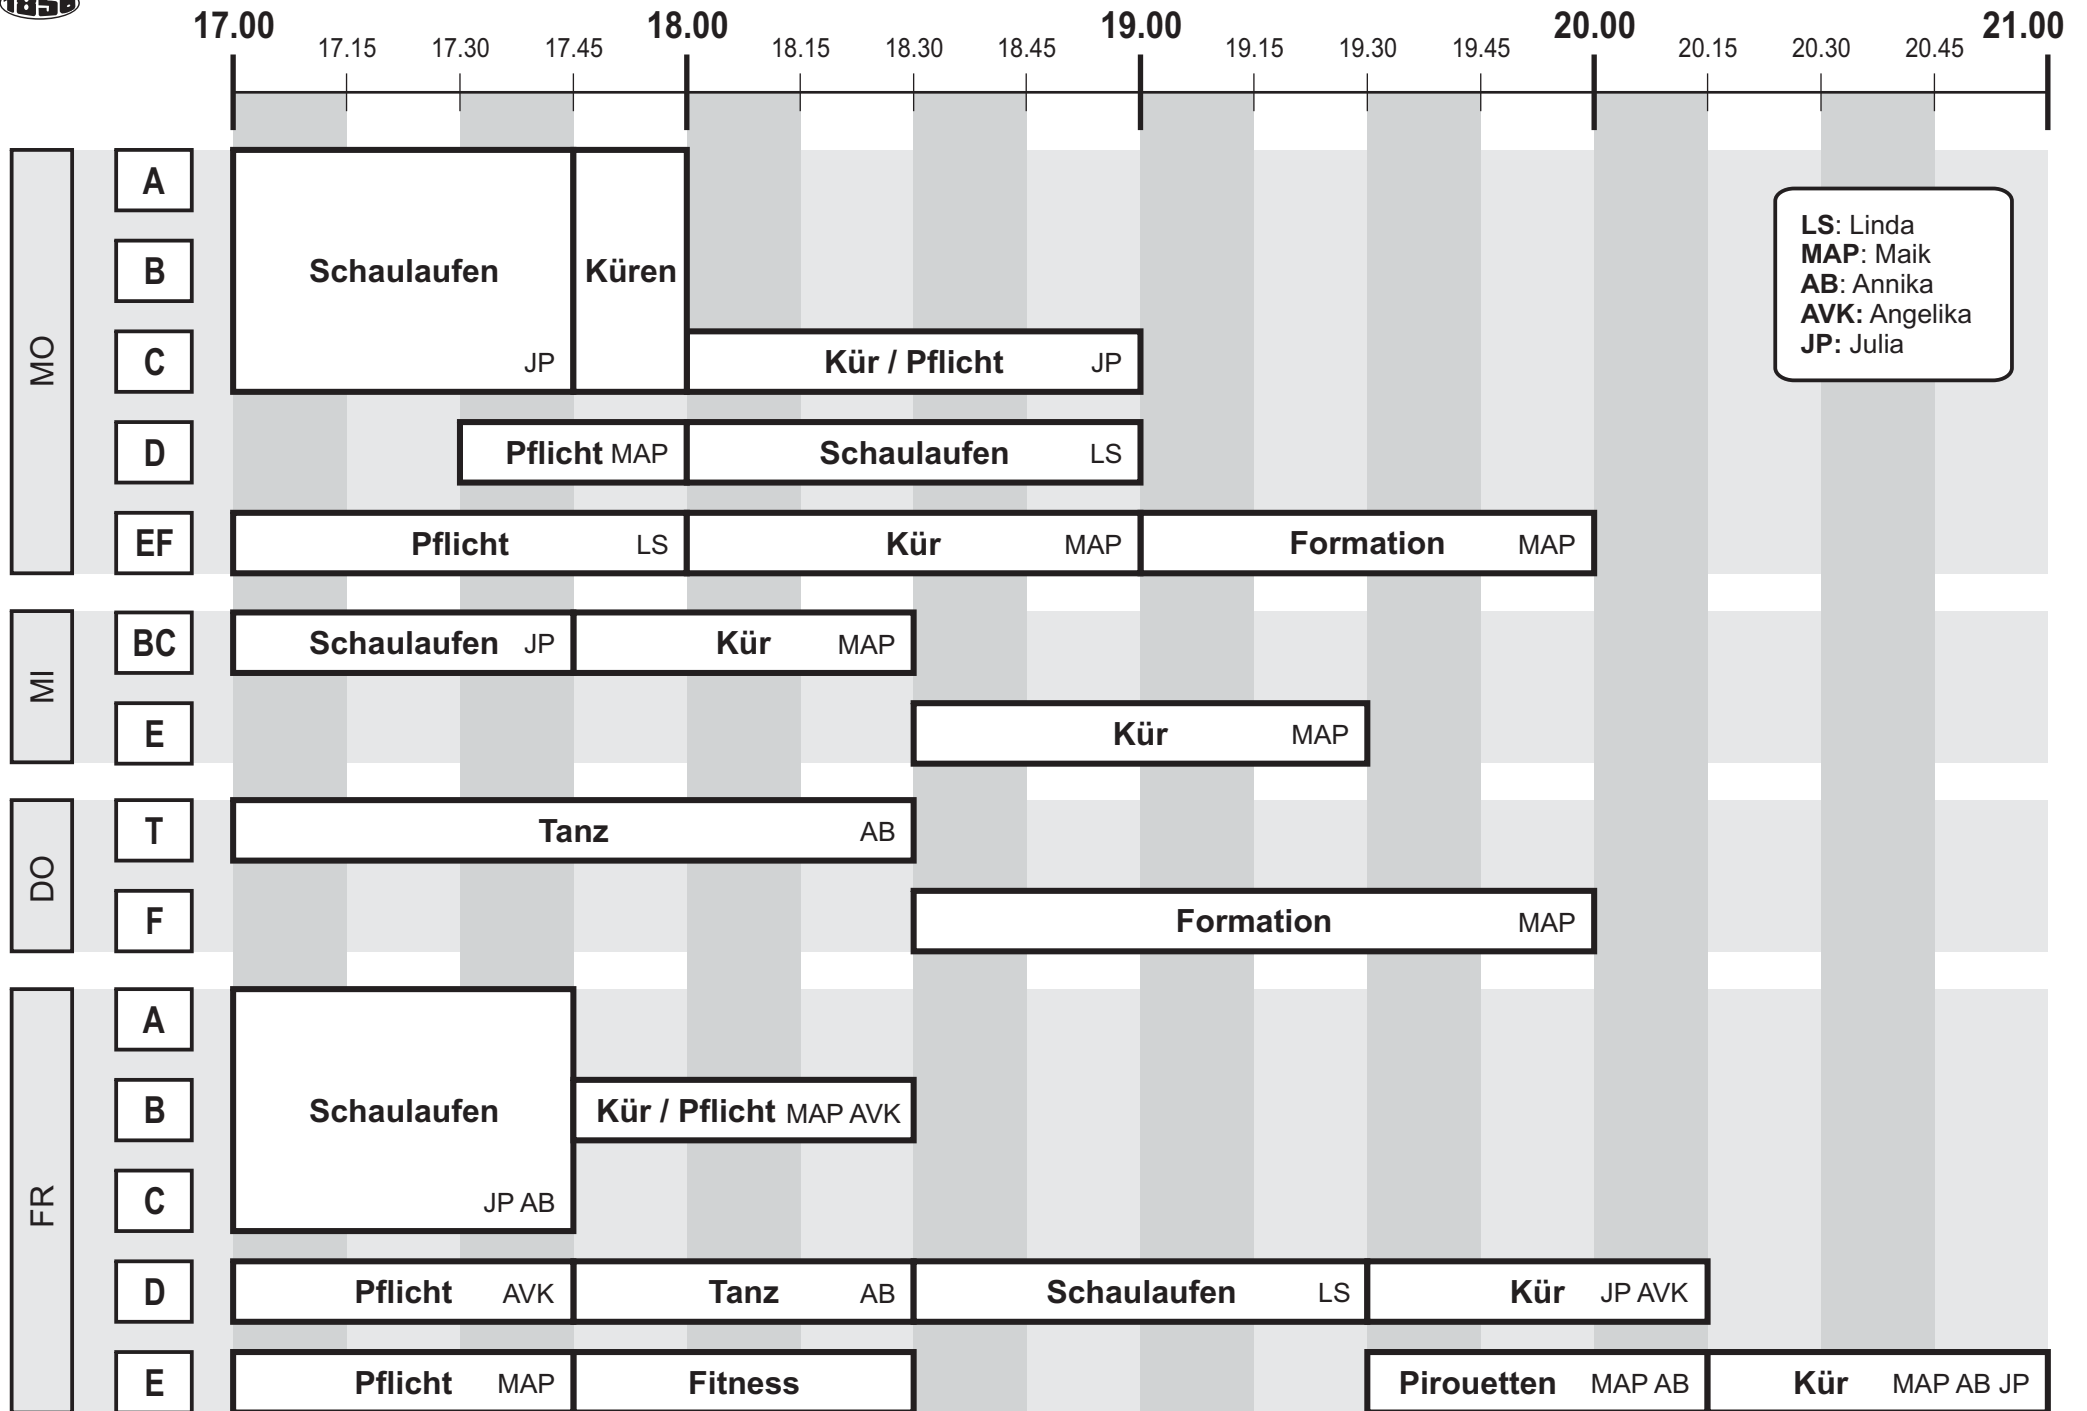 1856
17.00 18.00 19.00 20.00 21.00
17.15 17.30 17.45 18.15 18.30 18.45 19.15 19.30 19.45 20.15 20.30 20.45
LS: Linda
MAP: Maik
AB: Annika
AVK: Angelika
JP: Julia
MO
A
B
Schaulaufen
Küren
C
JP
Kür / Pflicht JP
D
Pflicht MAP
Schaulaufen LS
EF
Pflicht LS
Kür MAP
Formation MAP
MI
BC
Schaulaufen JP
Kür MAP
E
Kür MAP
DO
T
Tanz AB
F
Formation MAP
FR
A
B
Schaulaufen
Kür / Pflicht MAP AVK
C
JP AB
D
Pflicht AVK
Tanz AB
Schaulaufen LS
Kür JP AVK
E
Pflicht MAP
Fitness
Pirouetten MAP AB
Kür MAP AB JP